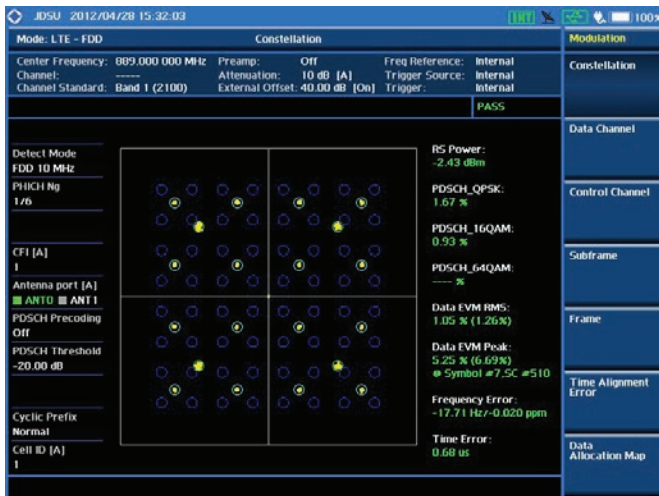 JDSU 2012/04/28 15:32:03
INT
100%
Mode: LTE - FDD
Constellation
Modulation
Center Frequency: 889.000 000 MHz
Preamp: Off
Freq Reference: Internal
Channel: -----
Attenuation: 10 dB [A]
Trigger Source: Internal
Channel Standard: Band 1 (2100)
External Offset: 40.00 dB [On]
Trigger: Internal
PASS
Detect Mode
FDD 10 MHz
PHICH Ng
1/6
CFI [A]
1
Antenna port [A]
ANT0 ANT1
PDSCH Precoding
Off
PDSCH Threshold
-20.00 dB
Cyclic Prefix
Normal
Cell ID [A]
1
RS Power:
-2.43 dBm
PDSCH_QPSK:
1.67 %
PDSCH_16QAM:
0.93 %
PDSCH_64QAM:
---- %
Data EVM RMS:
1.05 % (1.26%)
Data EVM Peak:
5.25 % (6.69%)
@ Symbol #7,SC #510
Frequency Error:
-17.71 Hz/-0.020 ppm
Time Error:
0.68 us
Constellation
Data Channel
Control Channel
Subframe
Frame
Time Alignment
Error
Data
Allocation Map